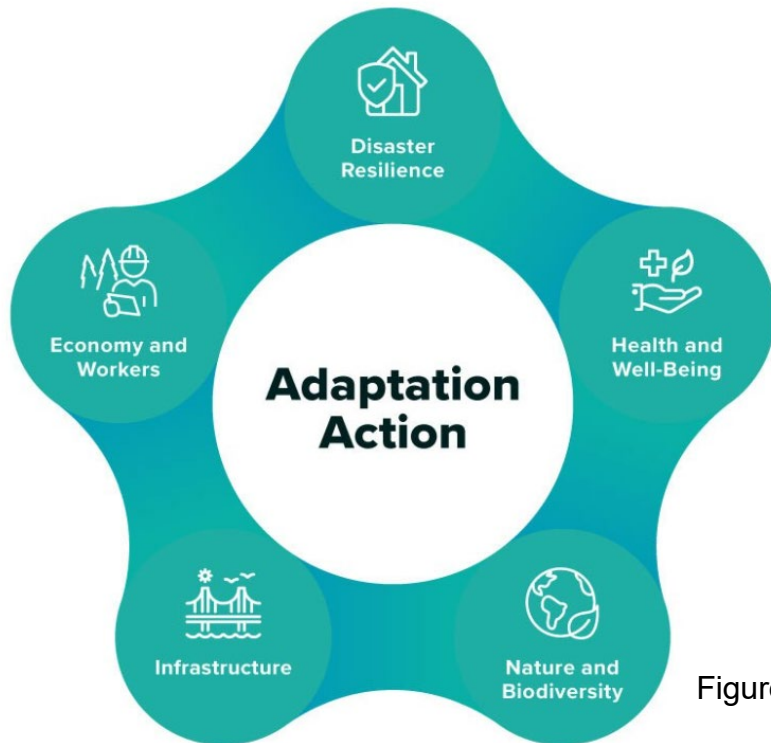 Disaster
Resilience
Economy and
Workers
Health and
Well-Being
Adaptation
Action
Infrastructure
Nature and
Biodiversity
Figure